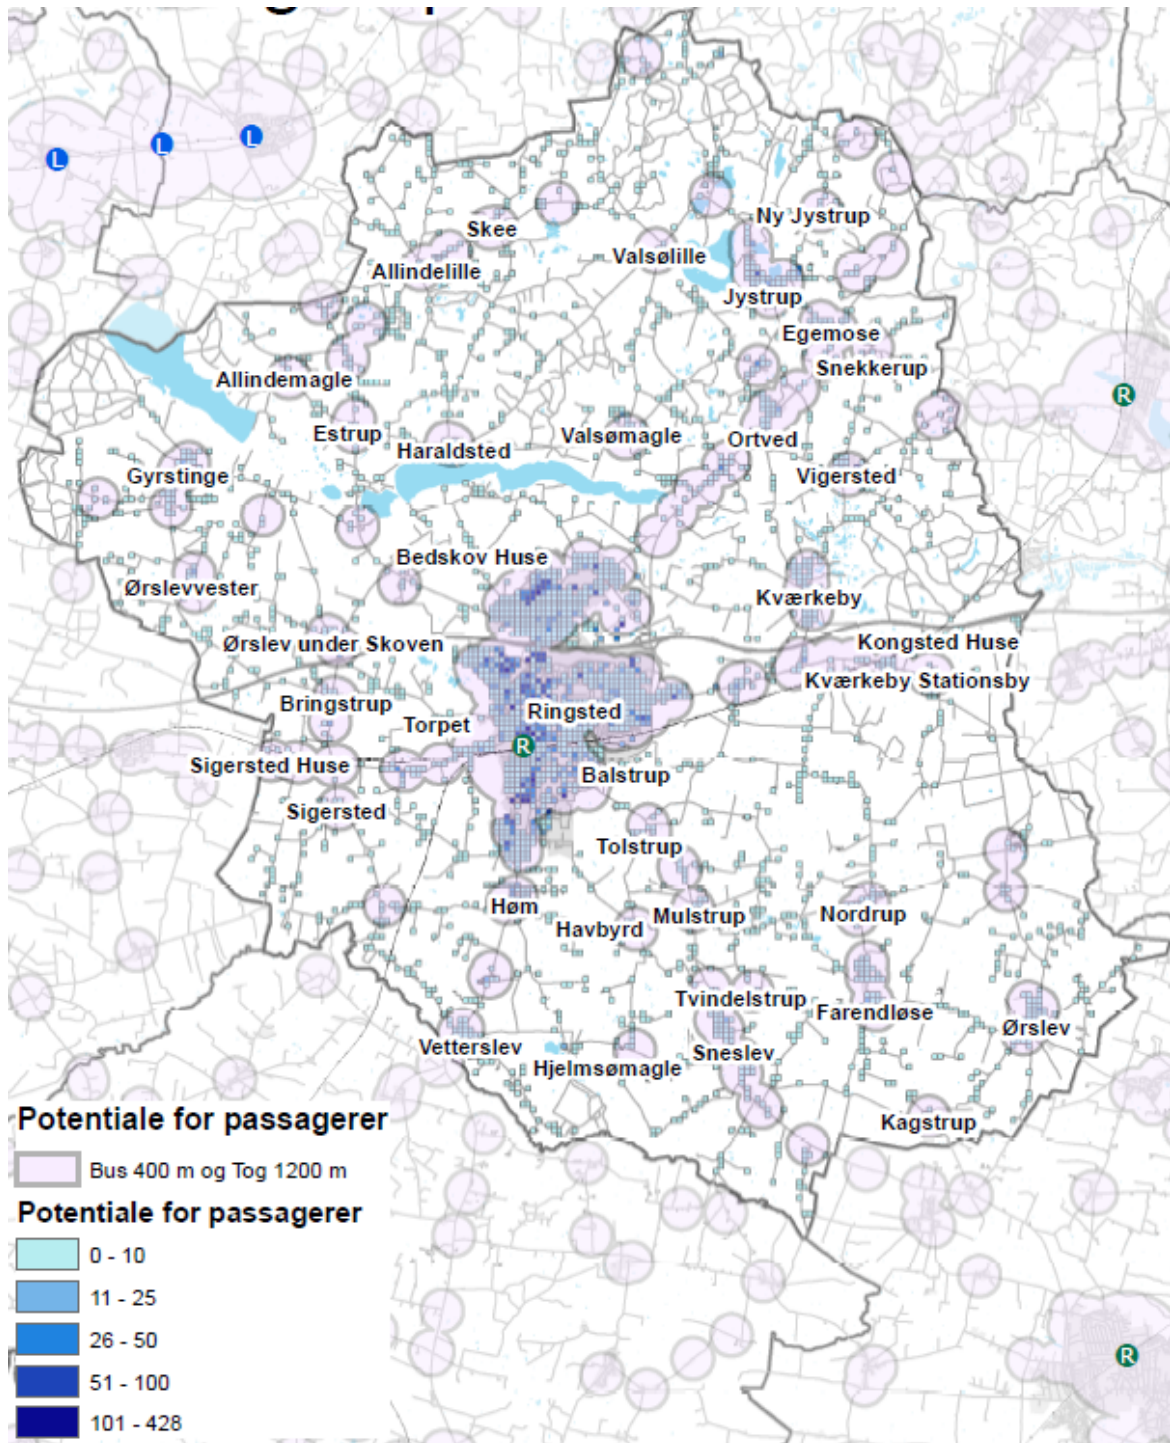 L
L
L
Ny Jystrup
Skee
Valsølille
Allindelille
Jystrup
Egemose
Snekkerup
Allindemagle
R
Estrup
Valsømagle
Ortved
Haraldsted
Gyrstinge
Vigersted
Bedskov Huse
Ørslevvester
Kværkeby
Ørslev under Skoven
Kongsted Huse
Kværkeby Stationsby
Bringstrup
Torpet
Ringsted
R
Sigersted Huse
Balstrup
Sigersted
Tolstrup
Høm
Mulstrup
Nordrup
Havbyrd
Tvindelstrup
Farendløse
Ørslev
Vetterslev
Sneslev
Hjelmsømagle
Kagstrup
R
Potentiale for passagerer
Bus 400 m og Tog 1200 m
Potentiale for passagerer
0 - 10
11 - 25
26 - 50
51 - 100
101 - 428